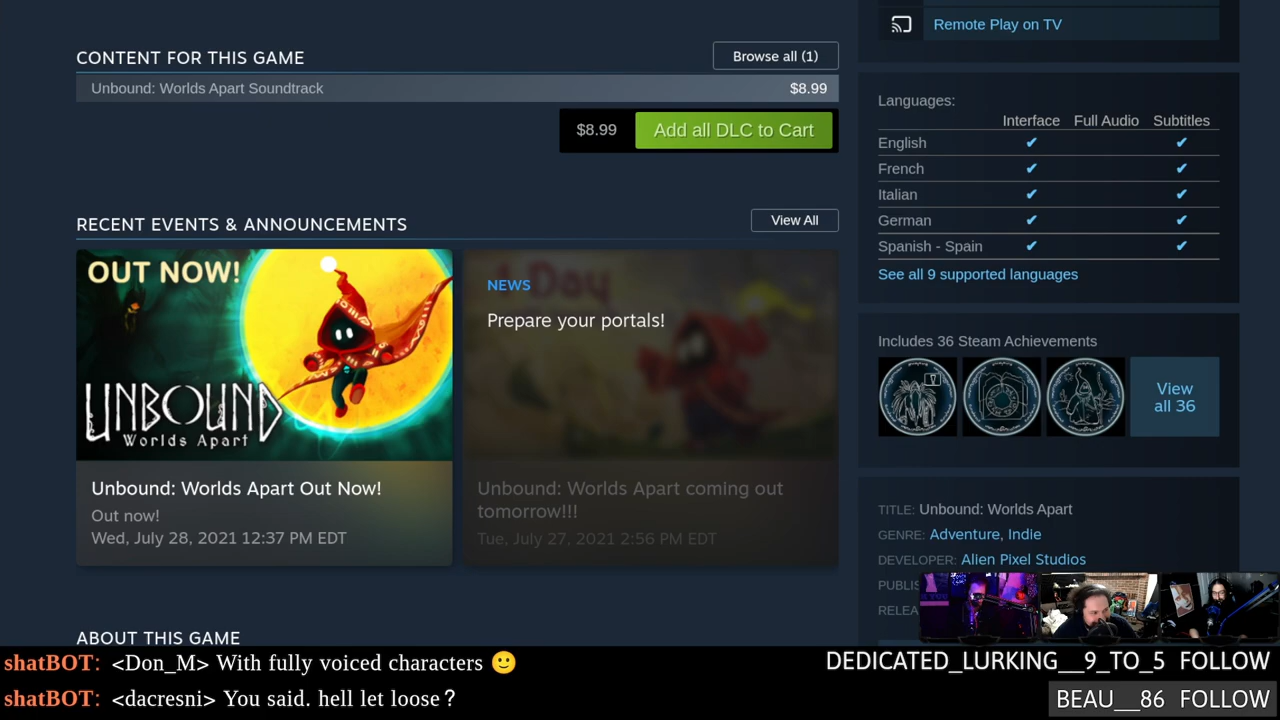 Remote Play on TV
CONTENT FOR THIS GAME
Browse all (1)
Unbound: Worlds Apart Soundtrack $8.99
$8.99 Add all DLC to Cart
Languages:
Interface Full Audio Subtitles
English ✔ ✔
French ✔ ✔
Italian ✔ ✔
German ✔ ✔
Spanish - Spain ✔ ✔
See all 9 supported languages
RECENT EVENTS & ANNOUNCEMENTS
View All
OUT NOW!
UNBOUND
Worlds Apart
Unbound: Worlds Apart Out Now!
Out now!
Wed, July 28, 2021 12:37 PM EDT
Day
NEWS
Prepare your portals!
Unbound: Worlds Apart coming out
tomorrow!!!
Tue, July 27, 2021 2:56 PM EDT
Includes 36 Steam Achievements
View
all 36
TITLE: Unbound: Worlds Apart
GENRE: Adventure, Indie
DEVELOPER: Alien Pixel Studios
PUBLIS
RELEA
ABOUT THIS GAME
shatBOT: <Don_M> With fully voiced characters 🙂
shatBOT: <dacresni> You said. hell let loose?
DEDICATED_LURKING__9_TO_5 FOLLOW
BEAU__86 FOLLOW